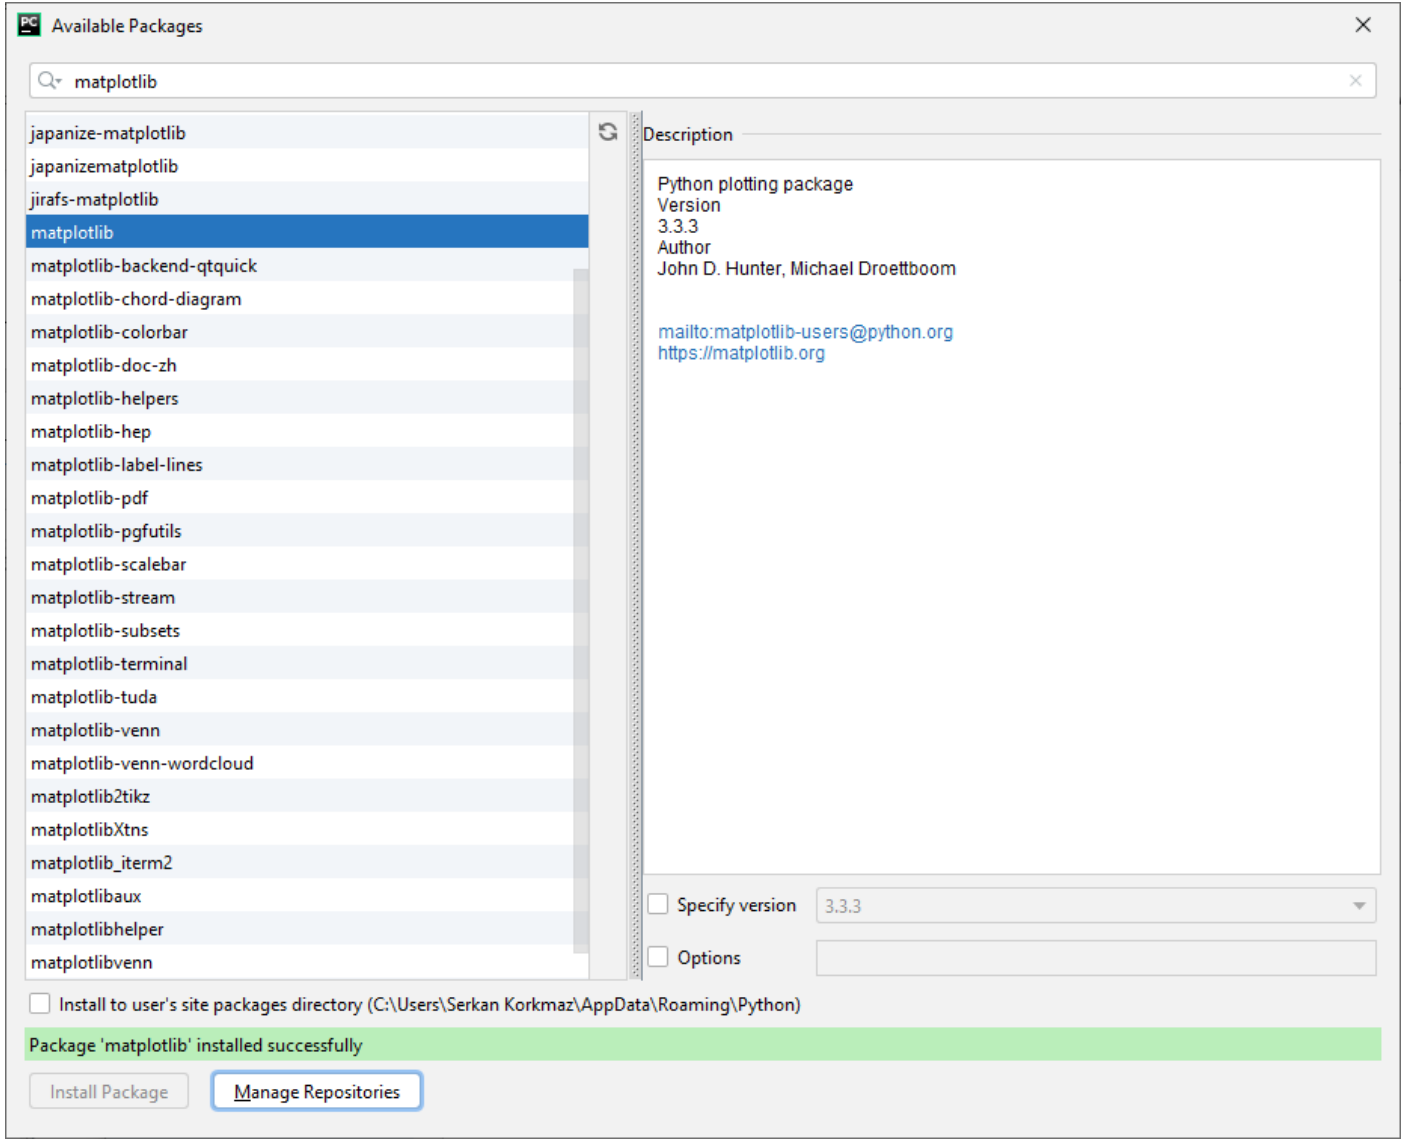 PC Available Packages
matplotlib
japanize-matplotlib
japanizematplotlib
jirafs-matplotlib
matplotlib
matplotlib-backend-qtquick
matplotlib-chord-diagram
matplotlib-colorbar
matplotlib-doc-zh
matplotlib-helpers
matplotlib-hep
matplotlib-label-lines
matplotlib-pdf
matplotlib-pgfutils
matplotlib-scalebar
matplotlib-stream
matplotlib-subsets
matplotlib-terminal
matplotlib-tuda
matplotlib-venn
matplotlib-venn-wordcloud
matplotlib2tikz
matplotlibXtns
matplotlib_iterm2
matplotlibaux
matplotlibhelper
matplotlibvenn
Description
Python plotting package
Version
3.3.3
Author
John D. Hunter, Michael Droettboom
mailto:matplotlib-users@python.org
https://matplotlib.org
Specify version 3.3.3
Options
Install to user's site packages directory (C:\Users\Serkan Korkmaz\AppData\Roaming\Python)
Package 'matplotlib' installed successfully
Install Package Manage Repositories